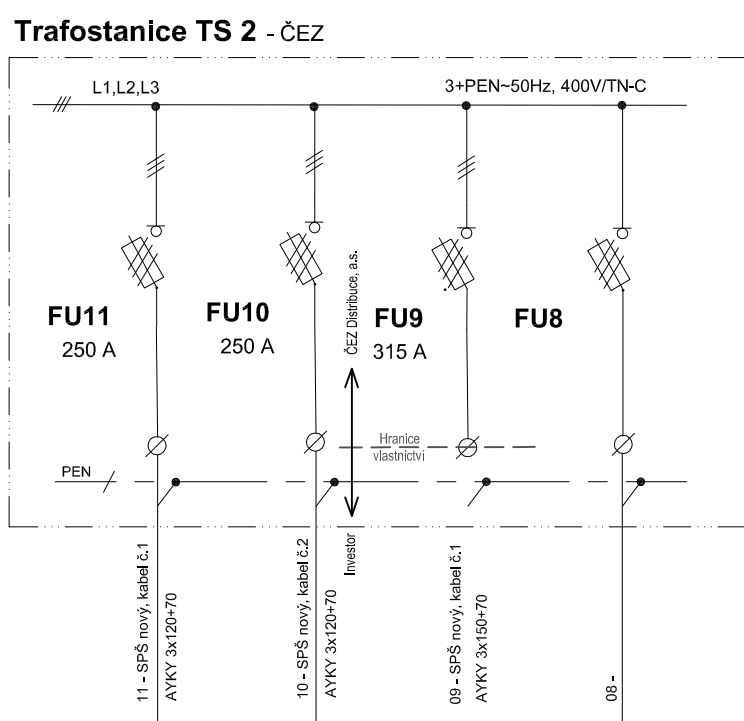 Trafostanice TS 2 - ČEZ
L1,L2,L3
3+PEN~50Hz, 400V/TN-C
FU11
250 A
FU10
250 A
ČEZ Distribuce, a.s.
FU9
315 A
FU8
Hranice
vlastnictví
PEN
Investor
11 - SPŠ nový, kabel č.1
AYKY 3x120+70
10 - SPŠ nový, kabel č.2
AYKY 3x120+70
09 - SPŠ nový, kabel č.1
AYKY 3x150+70
08 -